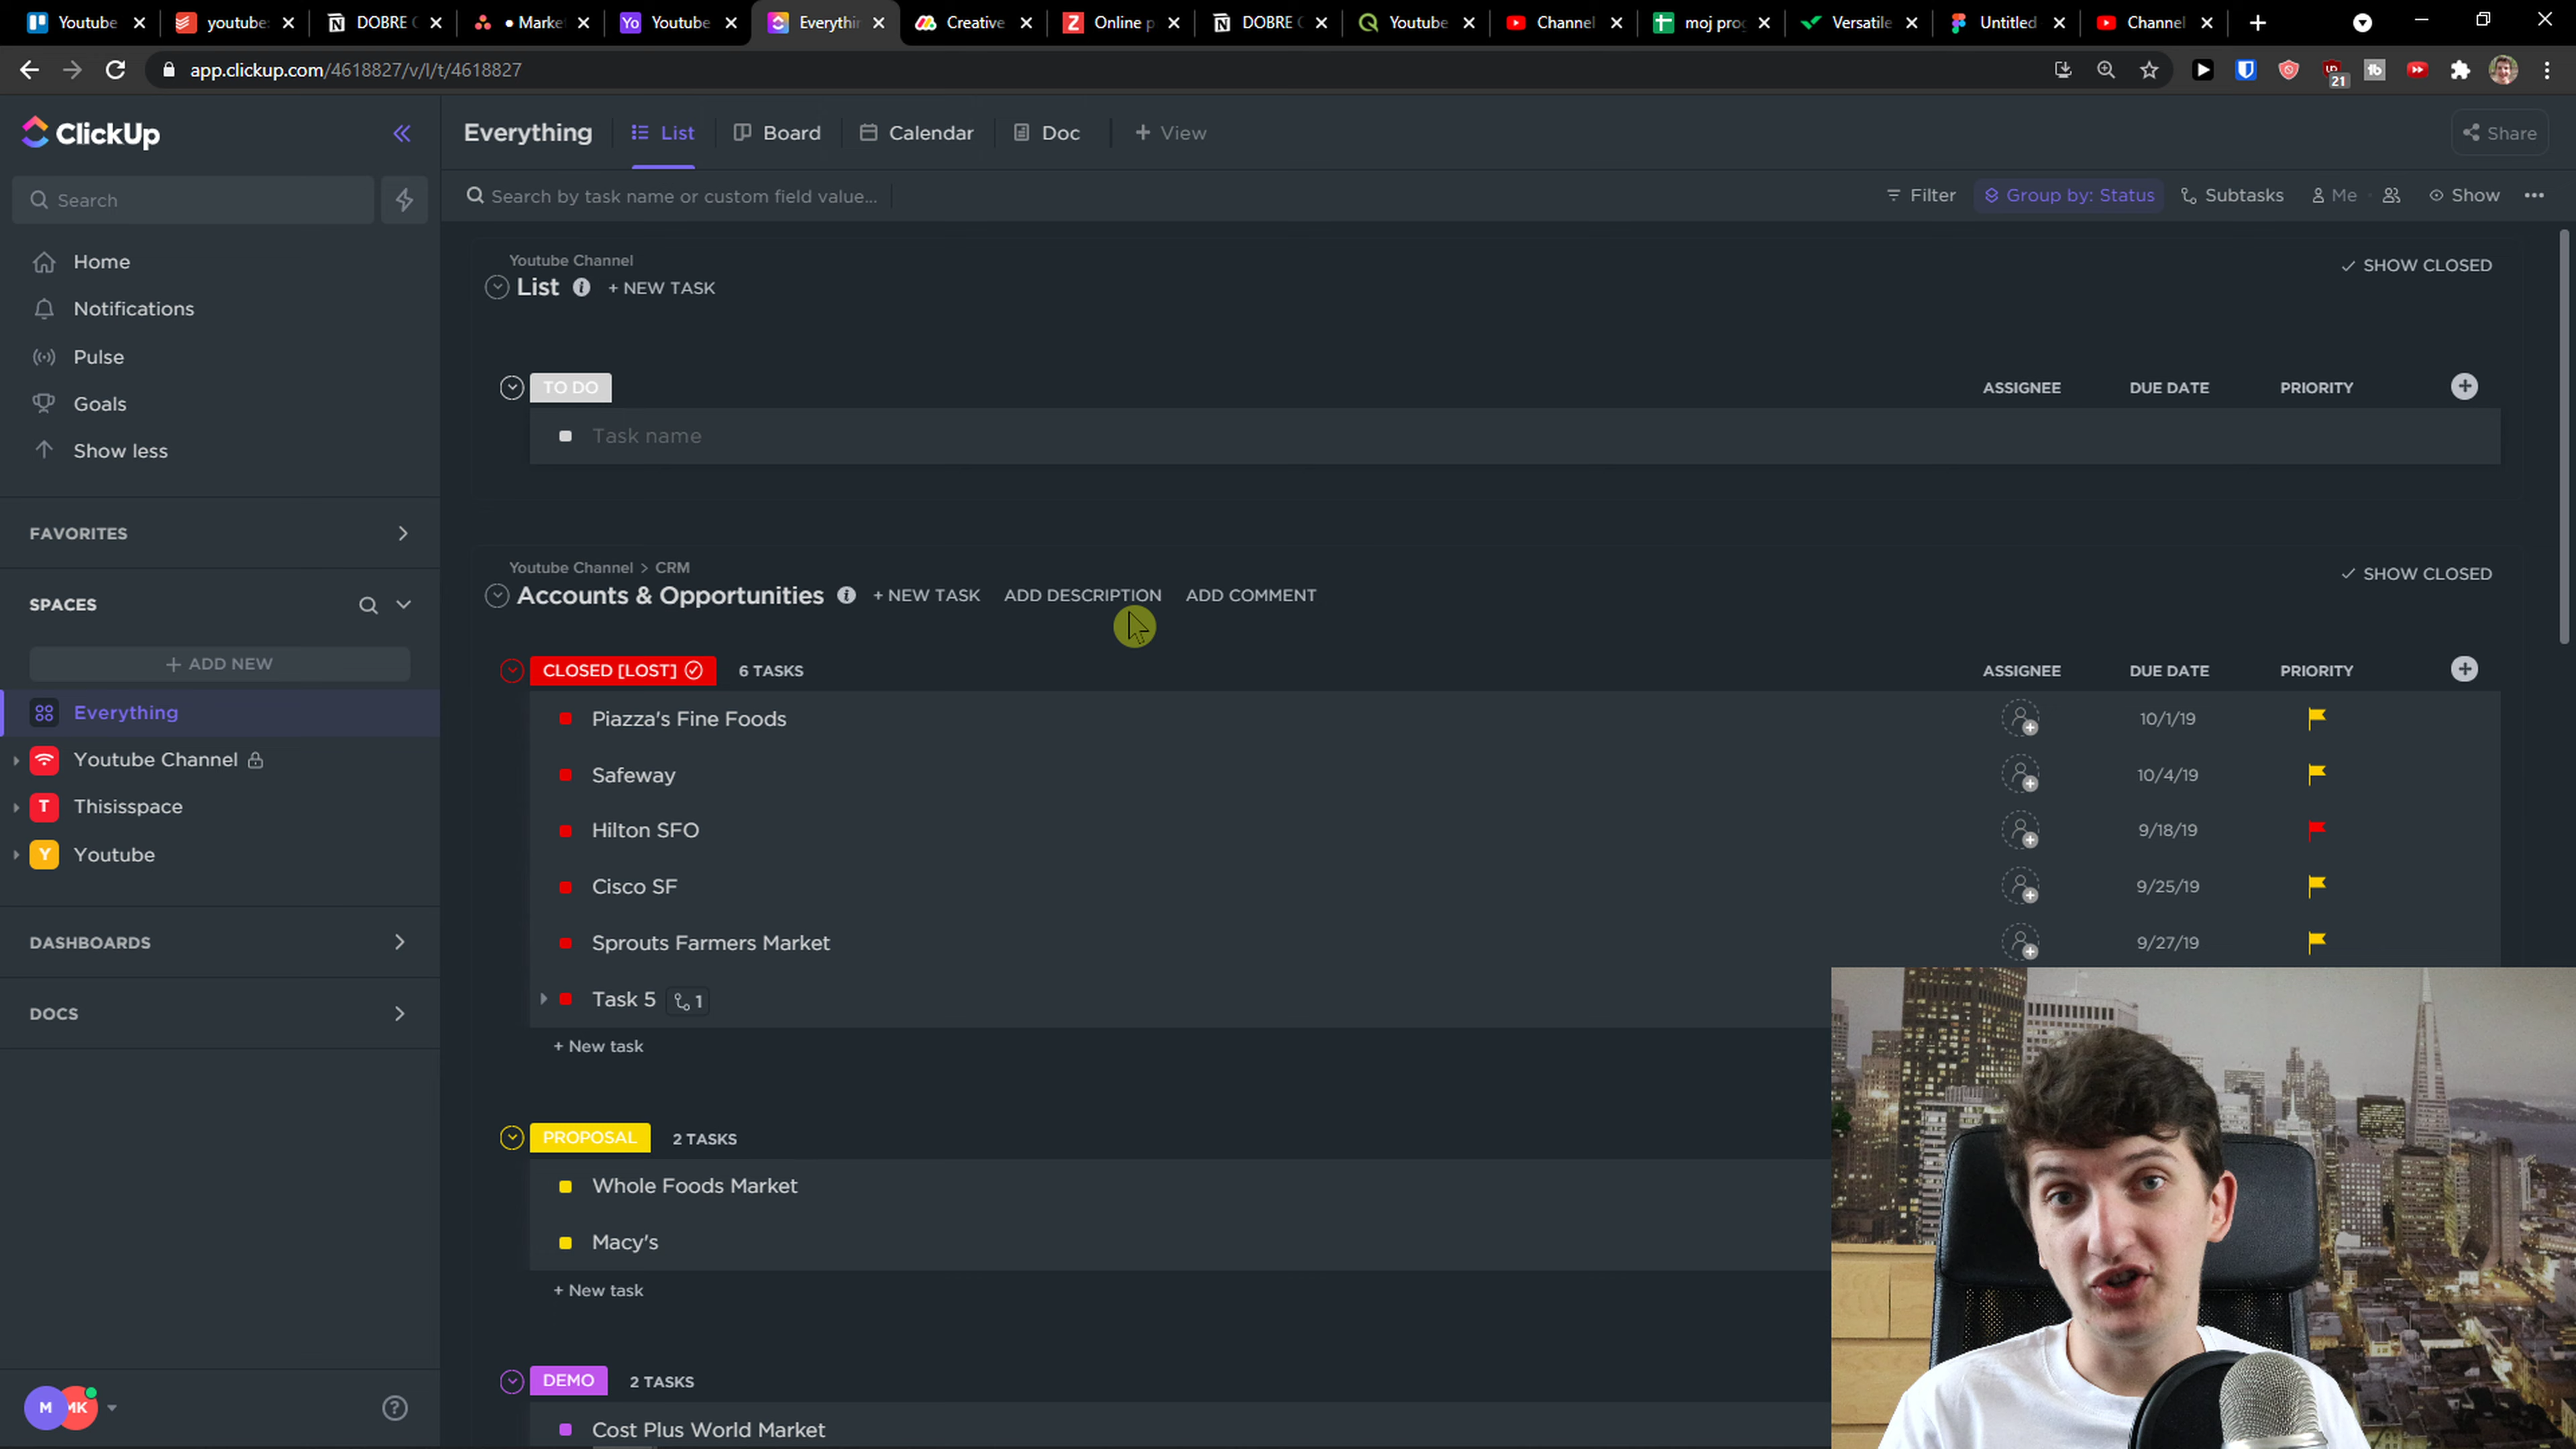 Youtube
youtube:
DOBRE C
● Marke
Youtube
Everythin
Creative
Online p
DOBRE C
Youtube
Channel
moj prog
Versatile
Untitled
Channel
app.clickup.com/4618827/v/l/t/4618827
21
ClickUp
Everything
List
Board
Calendar
Doc
+ View
Share
Search
Search by task name or custom field value...
Filter
Group by: Status
Subtasks
Me
Show
Home
Notifications
Pulse
Goals
Show less
FAVORITES
SPACES
+ ADD NEW
Everything
Youtube Channel
T Thisisspace
Y Youtube
DASHBOARDS
DOCS
M MK
Youtube Channel
List + NEW TASK
SHOW CLOSED
TO DO ASSIGNEE DUE DATE PRIORITY
Task name
Youtube Channel > CRM
Accounts & Opportunities + NEW TASK ADD DESCRIPTION ADD COMMENT
SHOW CLOSED
CLOSED [LOST] 6 TASKS ASSIGNEE DUE DATE PRIORITY
Piazza's Fine Foods 10/1/19
Safeway 10/4/19
Hilton SFO 9/18/19
Cisco SF 9/25/19
Sprouts Farmers Market 9/27/19
Task 5 1
+ New task
PROPOSAL 2 TASKS
Whole Foods Market
Macy's
+ New task
DEMO 2 TASKS
Cost Plus World Market